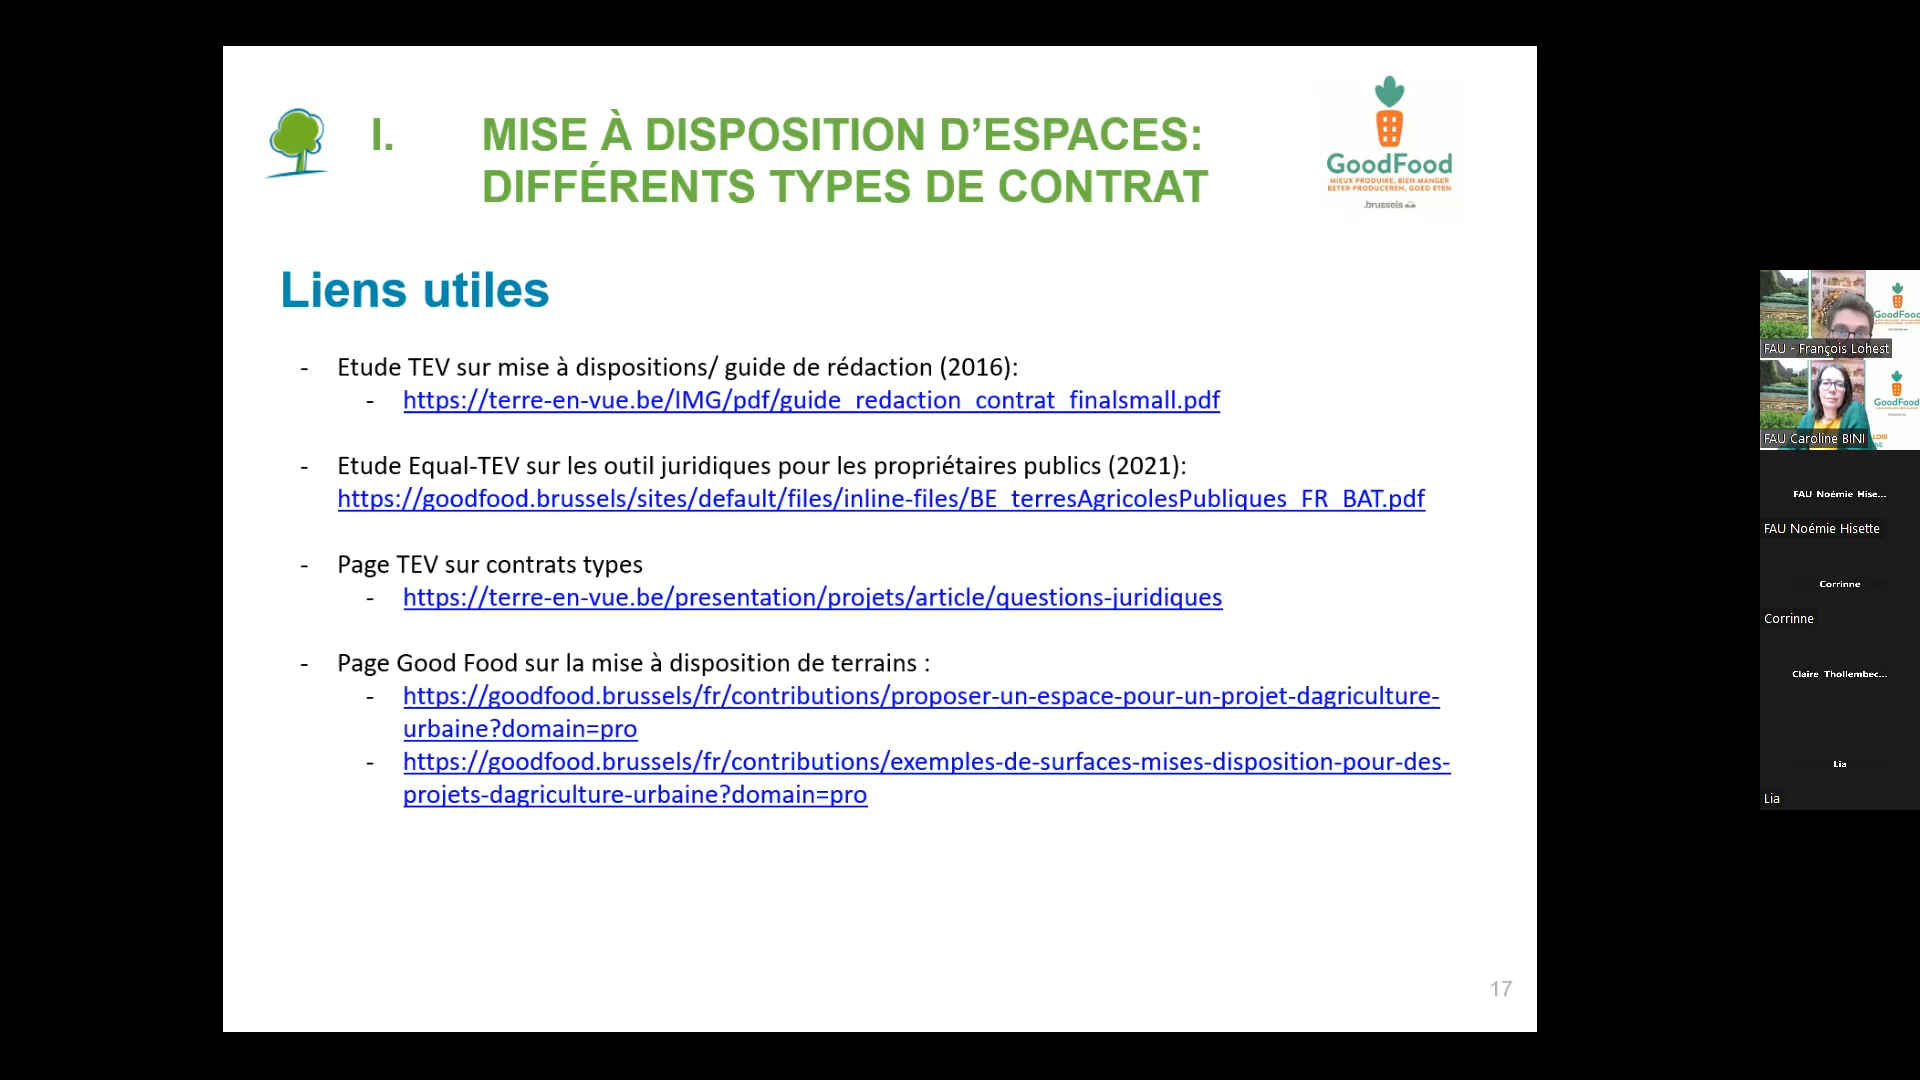 I. MISE À DISPOSITION D’ESPACES:
DIFFÉRENTS TYPES DE CONTRAT
GoodFood
MIEUX PRODUIRE, BIEN MANGER
BETER PRODUCEREN, GOED ETEN
.brussels
Liens utiles
- Etude TEV sur mise à dispositions/ guide de rédaction (2016):
- https://terre-en-vue.be/IMG/pdf/guide_redaction_contrat_finalsmall.pdf
- Etude Equal-TEV sur les outil juridiques pour les propriétaires publics (2021):
https://goodfood.brussels/sites/default/files/inline-files/BE_terresAgricolesPubliques_FR_BAT.pdf
- Page TEV sur contrats types
- https://terre-en-vue.be/presentation/projets/article/questions-juridiques
- Page Good Food sur la mise à disposition de terrains :
- https://goodfood.brussels/fr/contributions/proposer-un-espace-pour-un-projet-dagriculture-
urbaine?domain=pro
- https://goodfood.brussels/fr/contributions/exemples-de-surfaces-mises-disposition-pour-des-
projets-dagriculture-urbaine?domain=pro
17
GoodFood
FAU - François Lohest
GoodFood
FAU Caroline BINI
FAU Noémie Hise...
FAU Noémie Hisette
Corrinne
Corrinne
Claire Thollembec...
Lia
Lia